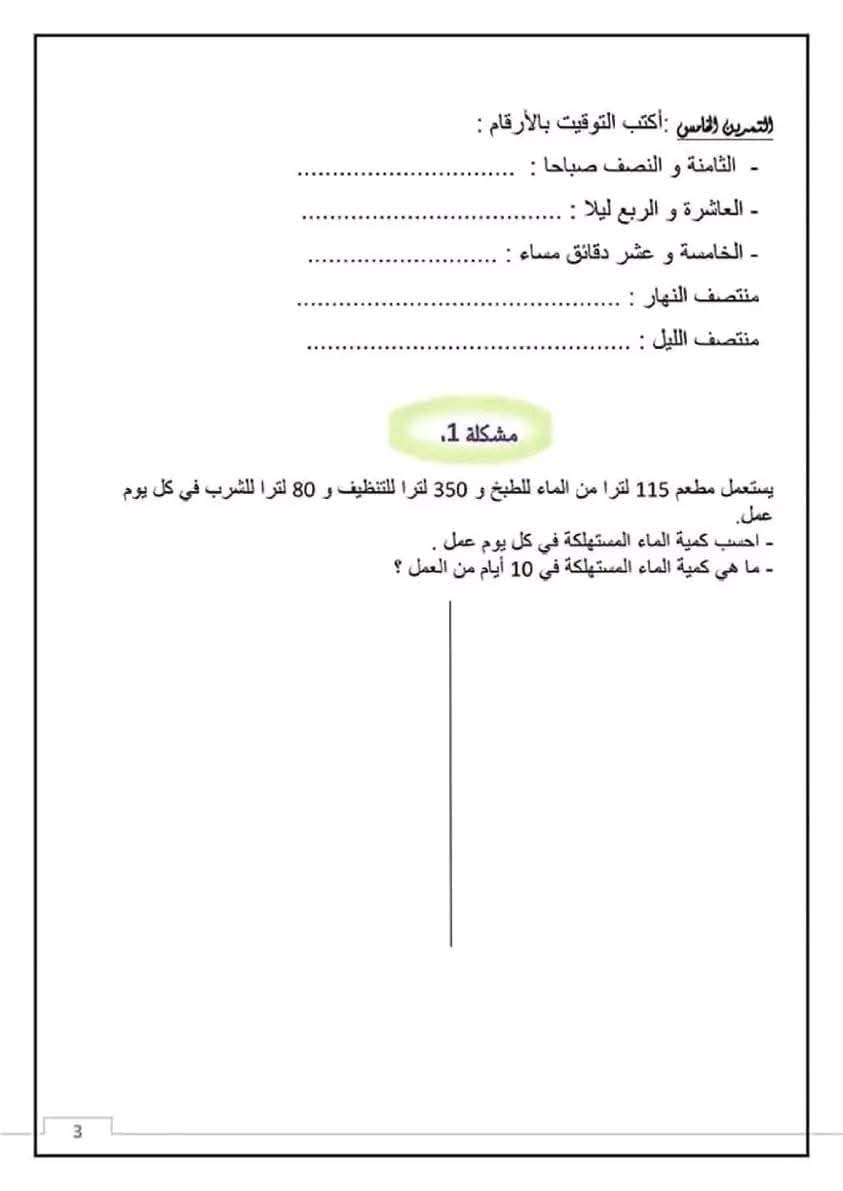 التمرين الخامس :أكتب التوقيت بالأرقام :
- الثامنة و النصف صباحا : ...............................
- العاشرة و الربع ليلا : .....................................
- الخامسة و عشر دقائق مساء : ...........................
منتصف النهار : ..............................................
منتصف الليل : ..............................................
مشكلة 1،
يستعمل مطعم 115 لترا من الماء للطبخ و 350 لترا للتنظيف و 80 لترا للشرب في كل يوم
عمل.
- احسب كمية الماء المستهلكة في كل يوم عمل .
- ما هي كمية الماء المستهلكة في 10 أيام من العمل ؟
3